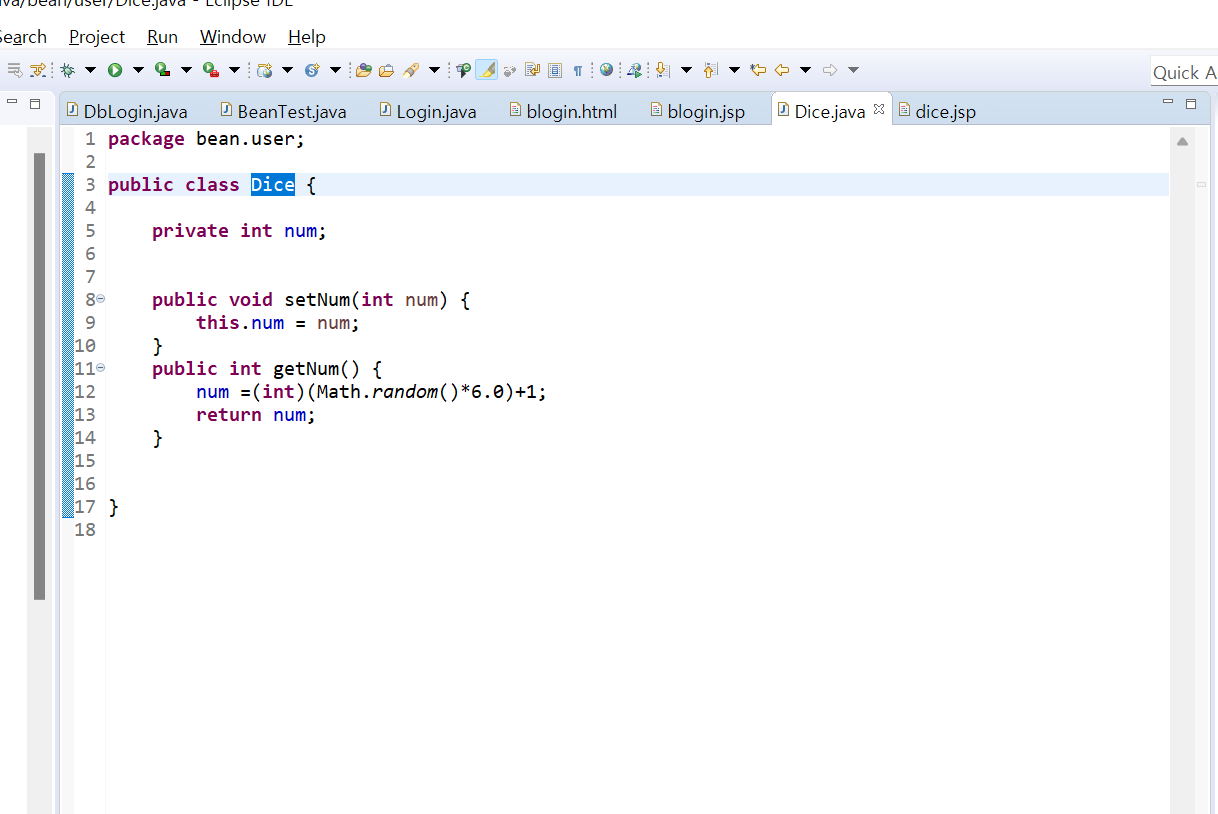 ava/bean/user/Dice.java - Eclipse IDE
Search Project Run Window Help
Quick A
DbLogin.java BeanTest.java Login.java blogin.html blogin.jsp Dice.java dice.jsp
1 package bean.user;
2
3 public class Dice {
4
5 private int num;
6
7
8 public void setNum(int num) {
9 this.num = num;
10 }
11 public int getNum() {
12 num =(int)(Math.random()*6.0)+1;
13 return num;
14 }
15
16
17 }
18